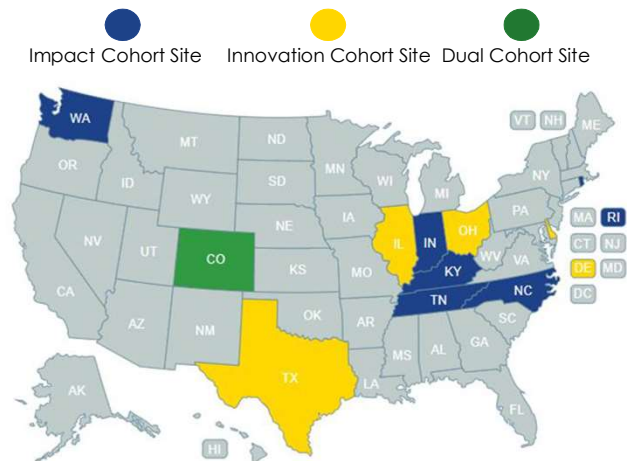 Impact Cohort Site Innovation Cohort Site Dual Cohort Site
WA
MT
ND
MN
VT NH
ME
OR
ID
WY
SD
WI
MI
NY
IA
NE
PA
MA RI
NV
UT
CO
IL
IN
OH
CT NJ
KS
MO
KY
WV
VA
DE MD
CA
AZ
NM
OK
AR
TN
NC
DC
SC
MS
AL
GA
TX
LA
AK
HI
FL